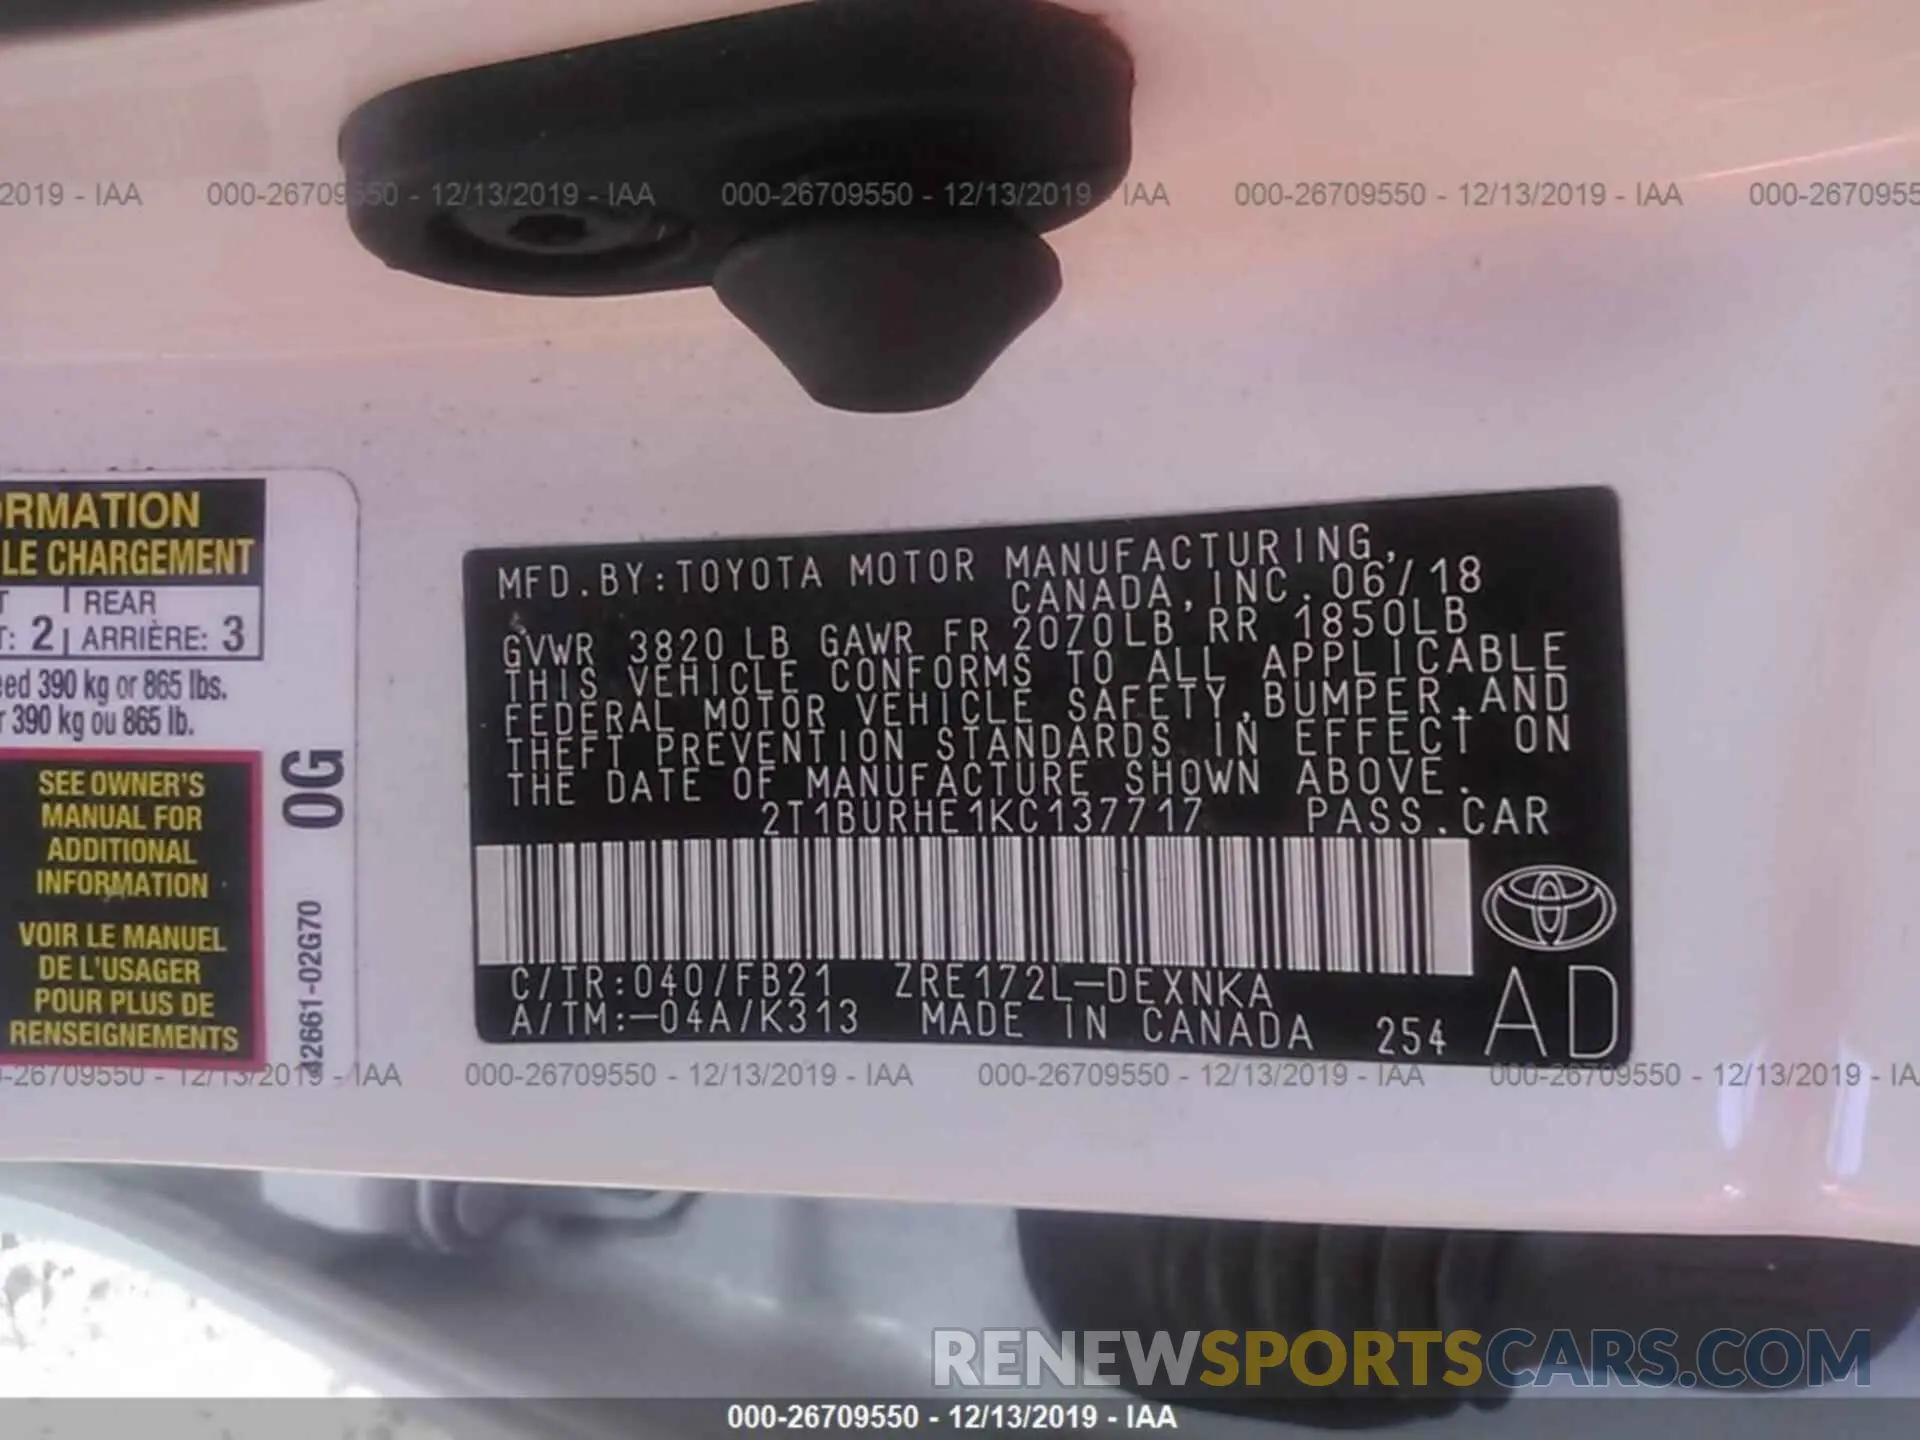 2019 - IAA 000-26709550 - 12/13/2019 - IAA 000-26709550 - 12/13/2019 - IAA 000-26709550 - 12/13/2019 - IAA 000-2670955
RMATION
LE CHARGEMENT
T REAR
T: 2 ARRIÈRE: 3
eed 390 kg or 865 lbs.
r 390 kg ou 865 lb.
SEE OWNER'S
MANUAL FOR
ADDITIONAL
INFORMATION
VOIR LE MANUEL
DE L'USAGER
POUR PLUS DE
RENSEIGNEMENTS
0G
42661-02G70
MFD.BY:TOYOTA MOTOR MANUFACTURING,
CANADA,INC.06/18
GVWR 3820LB GAWR FR 2070LB RR 1850LB
THIS VEHICLE CONFORMS TO ALL APPLICABLE
FEDERAL MOTOR VEHICLE SAFETY,BUMPER,AND
THEFT PREVENTION STANDARDS IN EFFECT ON
THE DATE OF MANUFACTURE SHOWN ABOVE.
2T1BURHE1KC137717 PASS.CAR
C/TR:040/FB21 ZRE172L-DEXNKA
A/TM:-04A/K313 MADE IN CANADA 254 AD
-26709550 - 12/13/2019 - IAA 000-26709550 - 12/13/2019 - IAA 000-26709550 - 12/13/2019 - IAA 000-26709550 - 12/13/2019 - IA
RENEWSPORTSCARS.COM
000-26709550 - 12/13/2019 - IAA